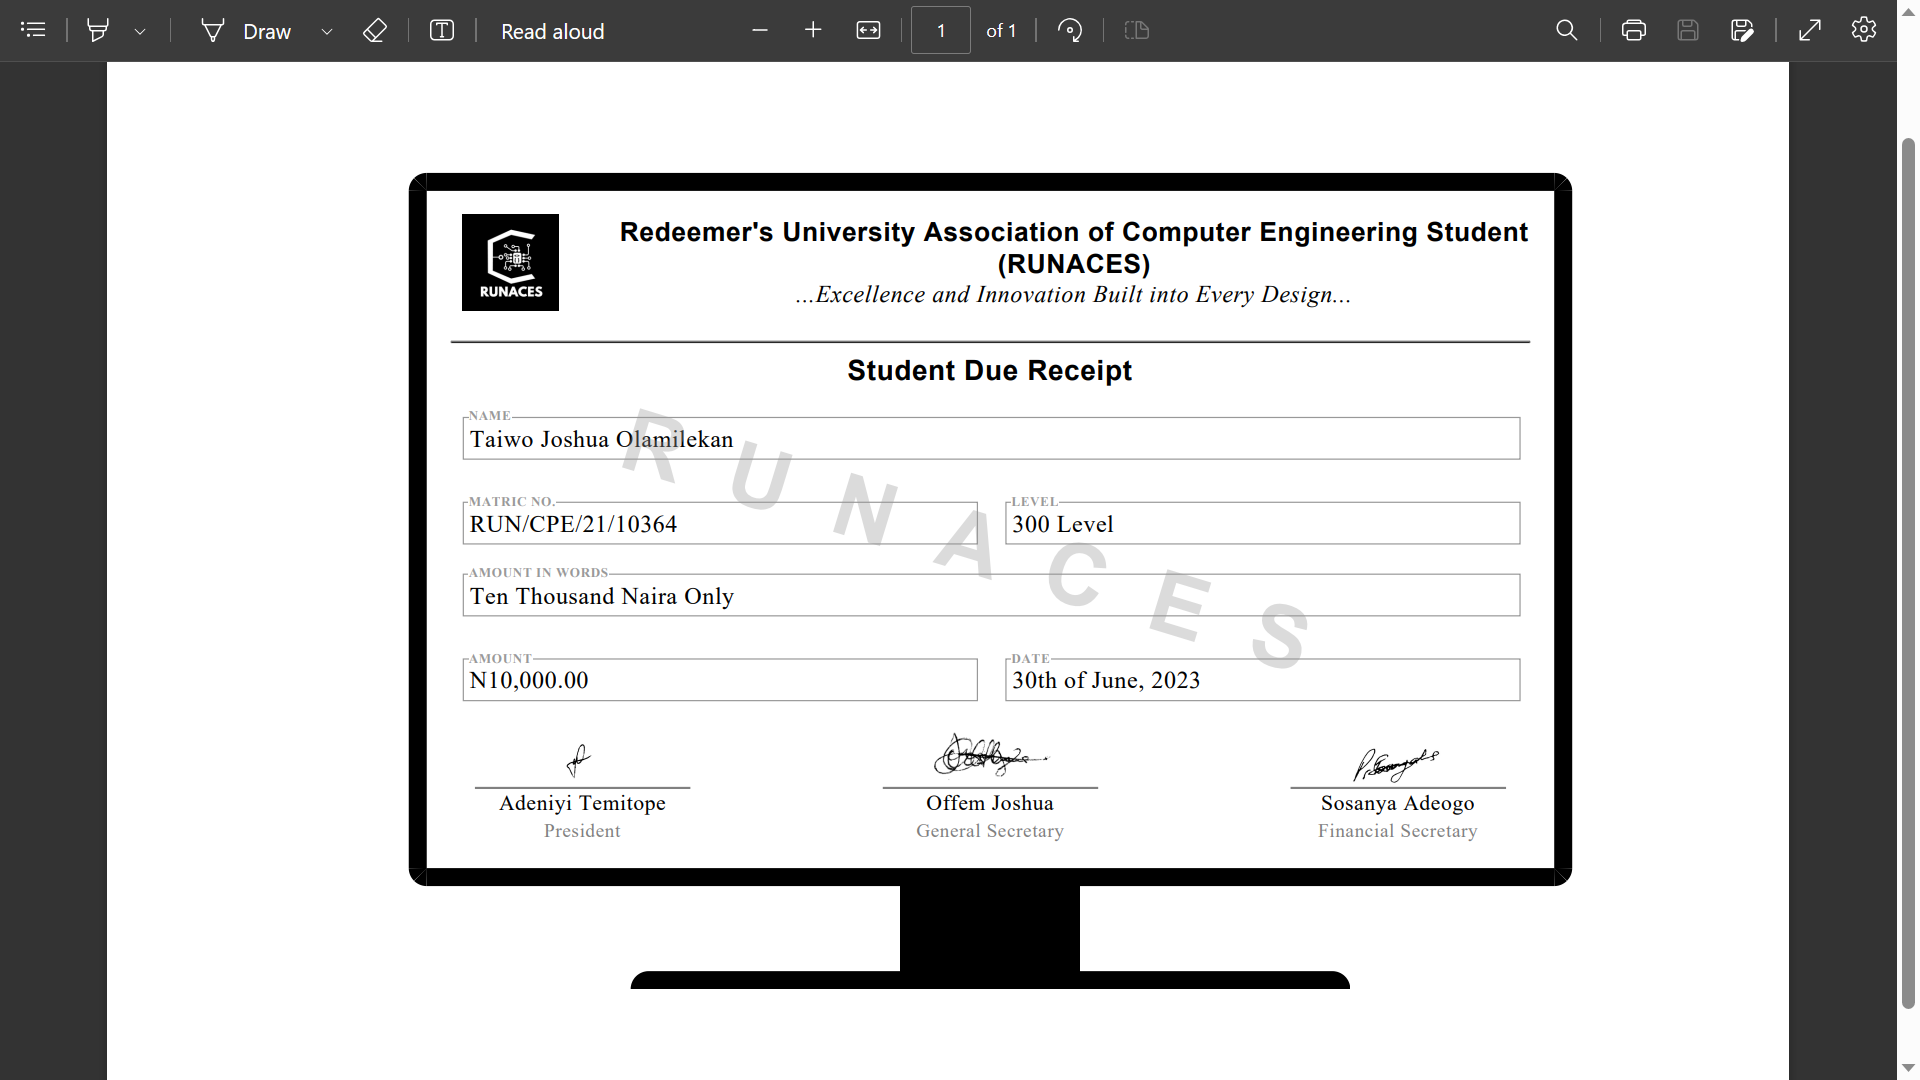 Draw
Read aloud
1
of 1
RUNACES
Redeemer's University Association of Computer Engineering Student
(RUNACES)
...Excellence and Innovation Built into Every Design...
Student Due Receipt
NAME
Taiwo Joshua Olamilekan
MATRIC NO.
RUN/CPE/21/10364
LEVEL
300 Level
AMOUNT IN WORDS
Ten Thousand Naira Only
AMOUNT
N10,000.00
DATE
30th of June, 2023
RUNACES
Adeniyi Temitope
President
Offem Joshua
General Secretary
Sosanya Adeogo
Financial Secretary